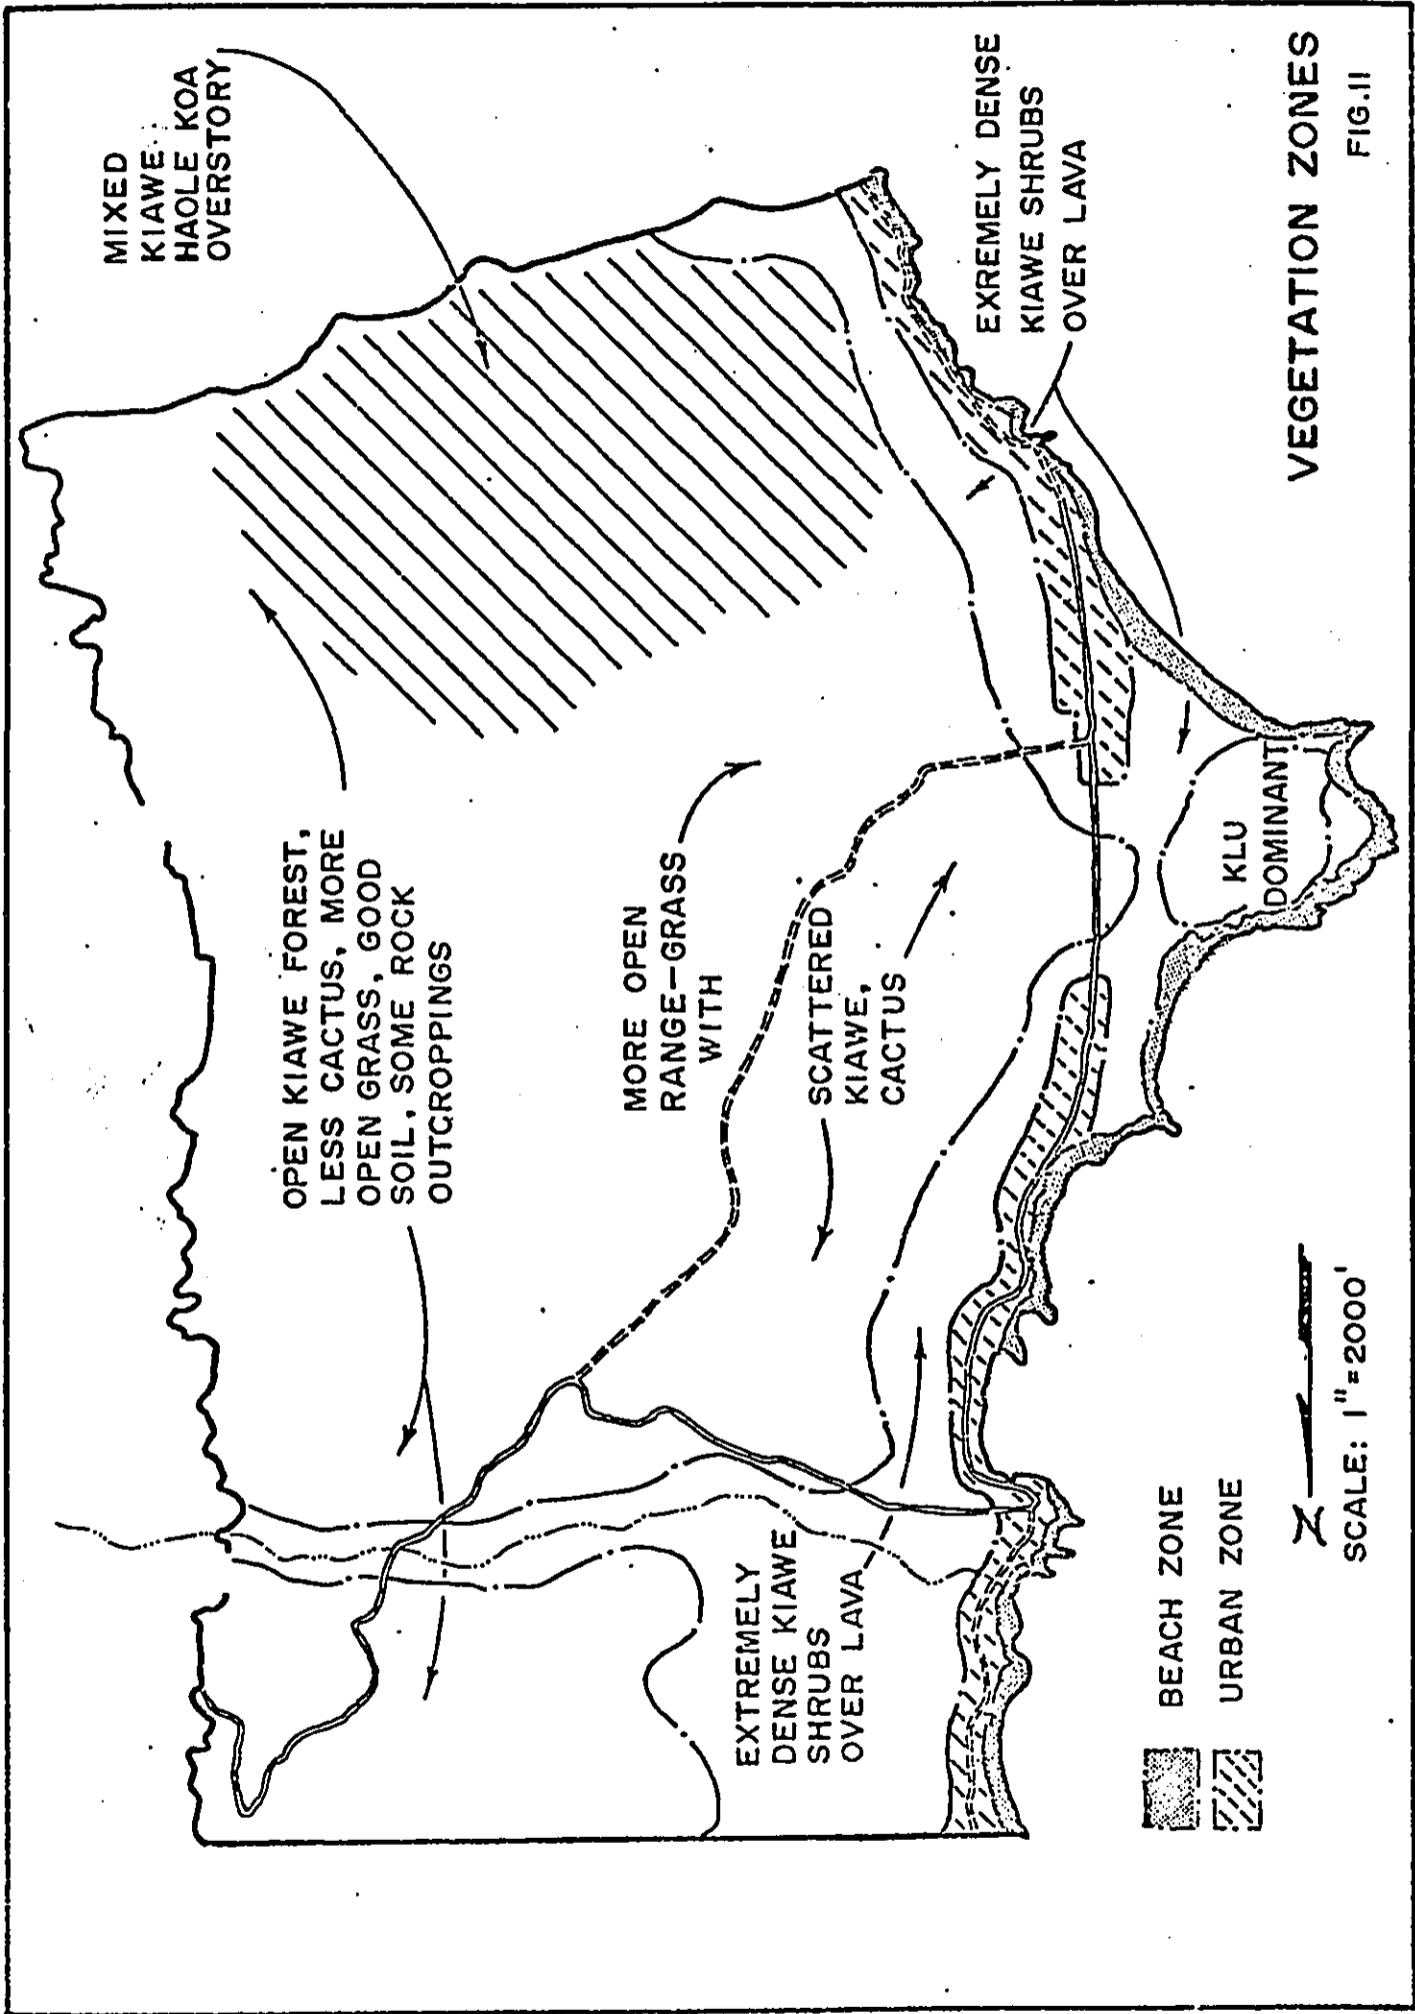 MIXED
KIAWE
HAOLE KOA
OVERSTORY
OPEN KIAWE FOREST,
LESS CACTUS, MORE
OPEN GRASS, GOOD
SOIL, SOME ROCK
OUTCROPPINGS
MORE OPEN
RANGE-GRASS
WITH
SCATTERED
KIAWE,
CACTUS
EXTREMELY
DENSE KIAWE
SHRUBS
OVER LAVA
EXREMELY DENSE
KIAWE SHRUBS
OVER LAVA
KLU
DOMINANT
BEACH ZONE
URBAN ZONE
Z
SCALE: 1"=2000'
VEGETATION ZONES
FIG.11